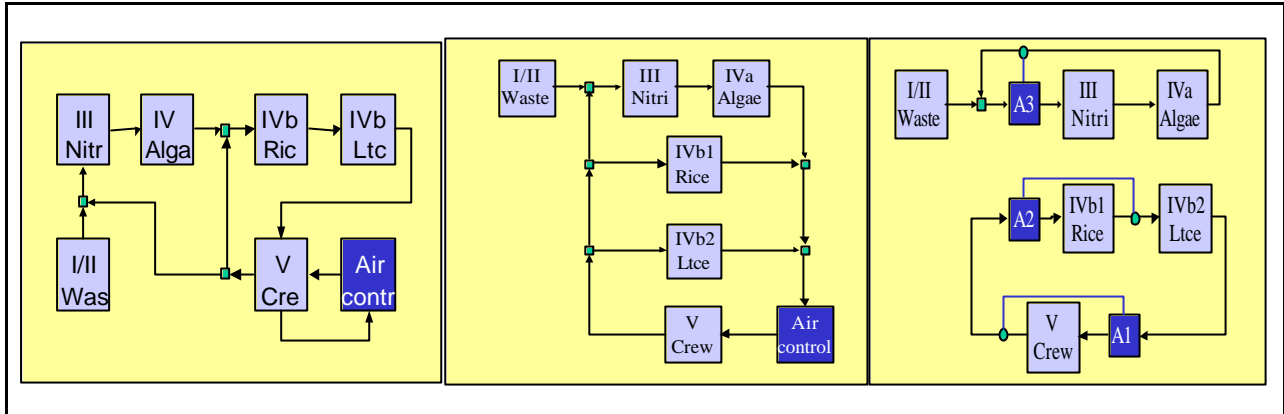 III
Nitr
IV
Alga
IVb
Ric
IVb
Ltc
I/II
Was
V
Cre
Air
contr
I/II
Waste
III
Nitri
IVa
Algae
IVb1
Rice
IVb2
Ltce
V
Crew
Air
control
I/II
Waste
A3
III
Nitri
IVa
Algae
A2
IVb1
Rice
IVb2
Ltce
V
Crew
A1